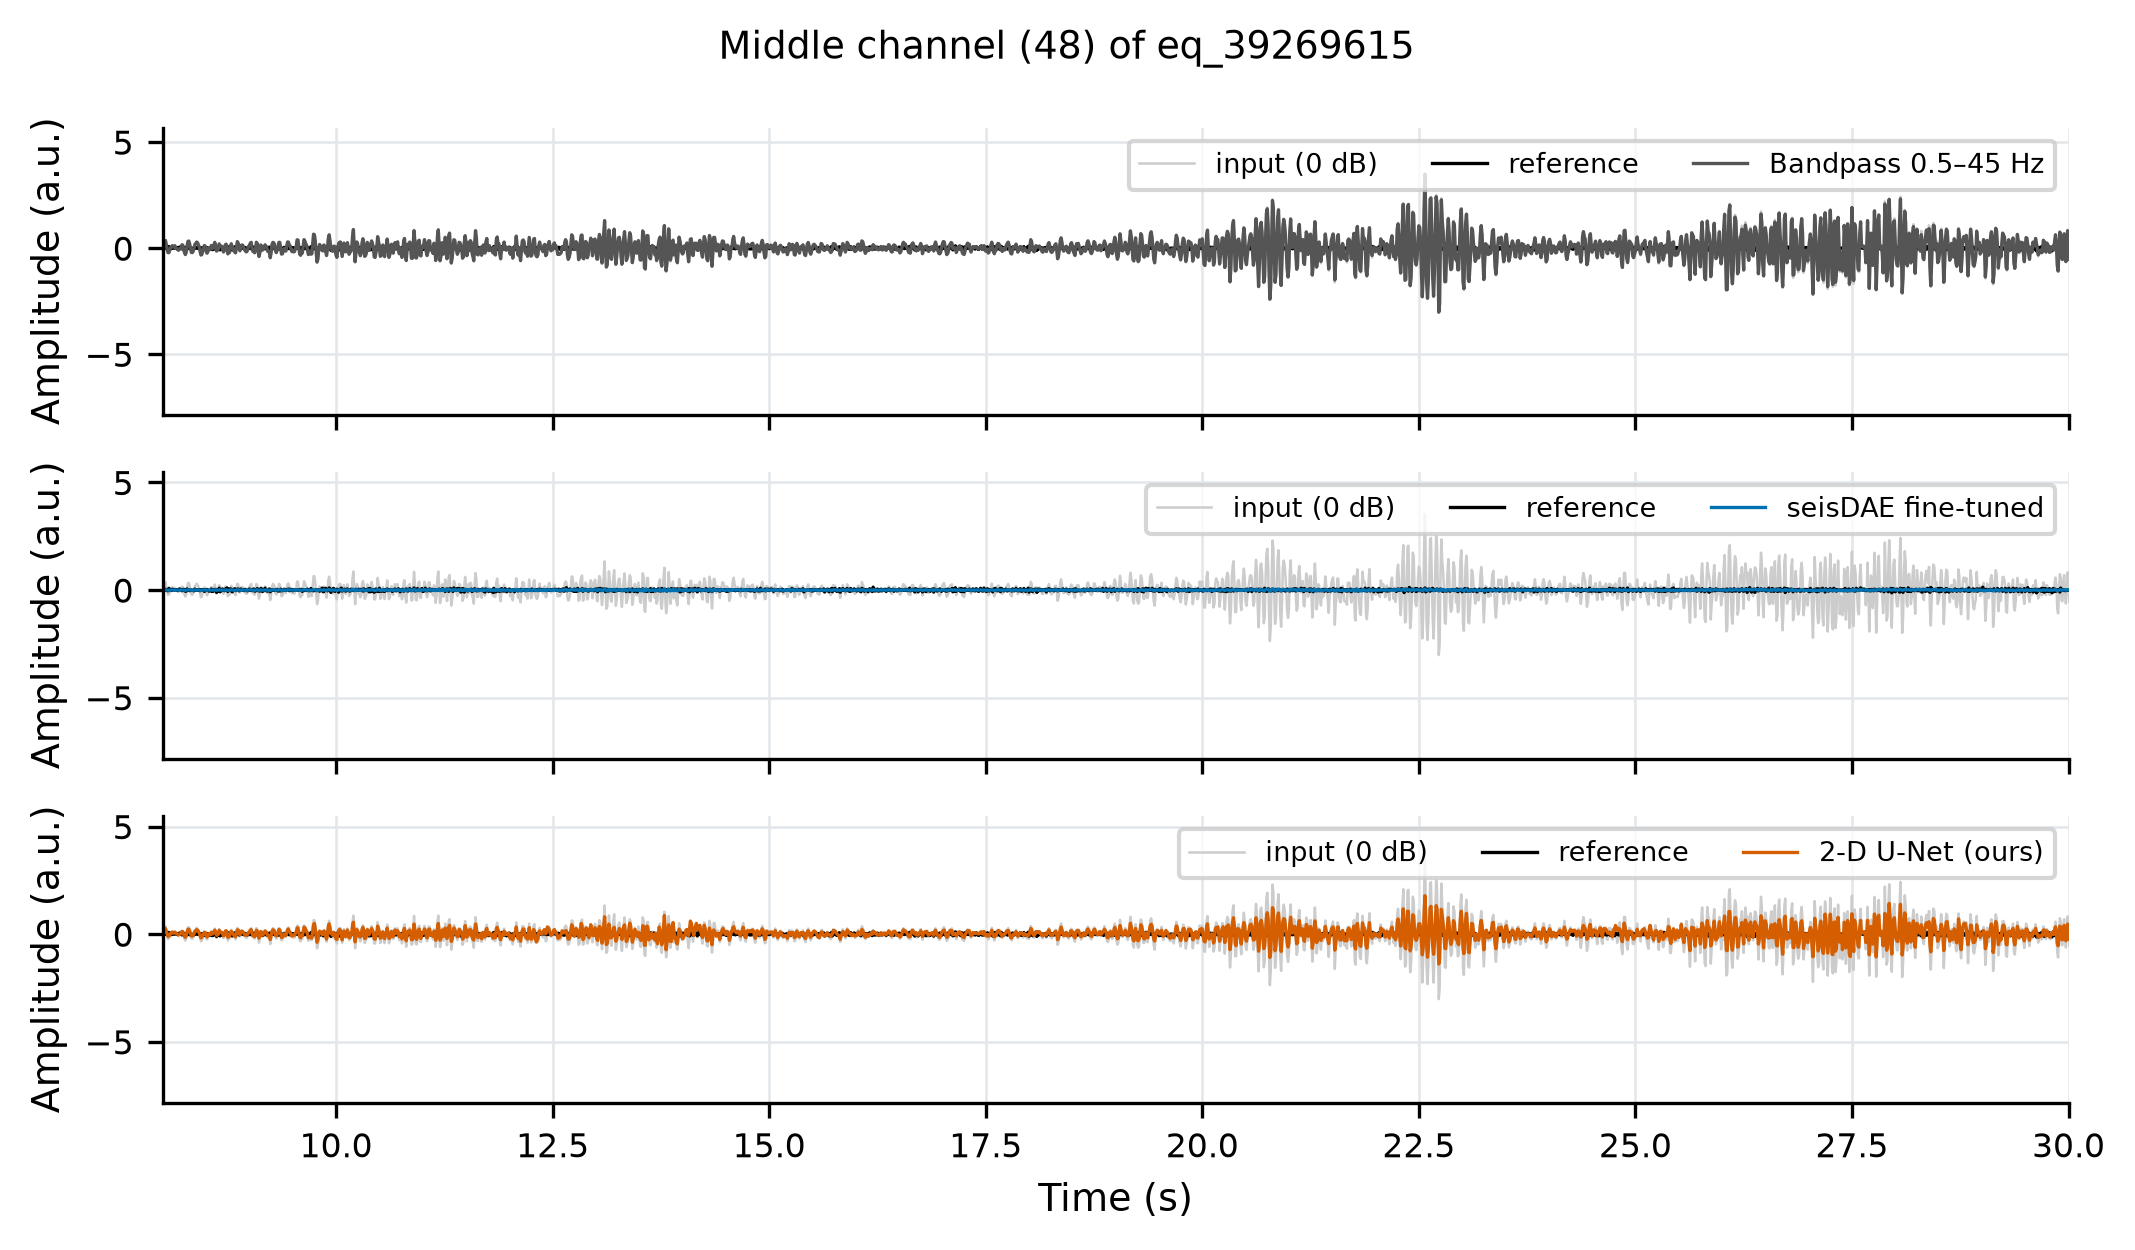 Middle channel (48) of eq_39269615
Amplitude (a.u.)
5
0
−5
input (0 dB) reference Bandpass 0.5–45 Hz
Amplitude (a.u.)
5
0
−5
input (0 dB) reference seisDAE fine-tuned
Amplitude (a.u.)
5
0
−5
input (0 dB) reference 2-D U-Net (ours)
10.0 12.5 15.0 17.5 20.0 22.5 25.0 27.5 30.0
Time (s)